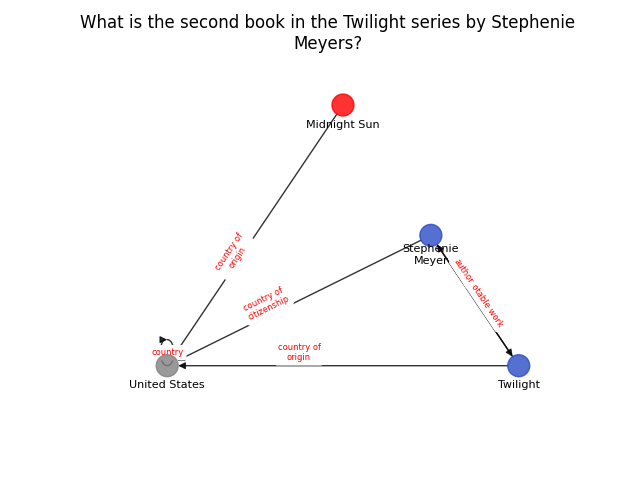 What is the second book in the Twilight series by Stephenie
Meyers?
Midnight Sun
country of
origin
Stephenie
Meyer
author
otable work
country of
citizenship
country of
origin
country
United States
Twilight